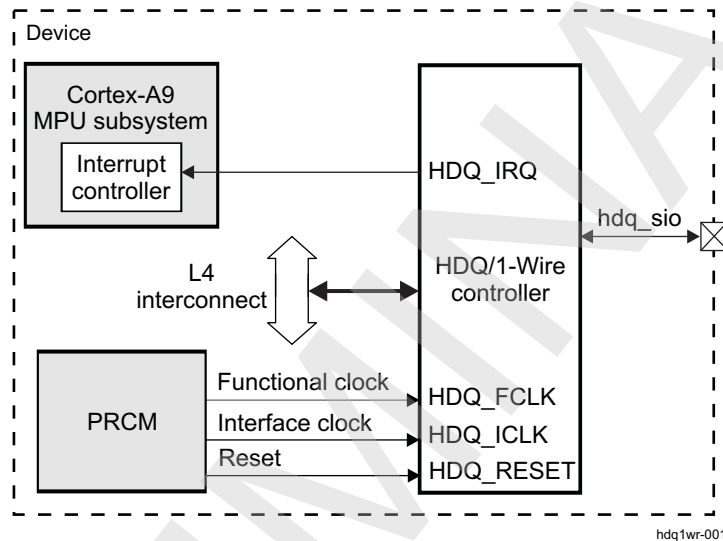 Device
Cortex-A9
MPU subsystem
Interrupt
controller
HDQ_IRQ
hdq_sio
L4
interconnect
HDQ/1-Wire
controller
PRCM
Functional clock
HDQ_FCLK
Interface clock
HDQ_ICLK
Reset
HDQ_RESET
hdq1wr-001